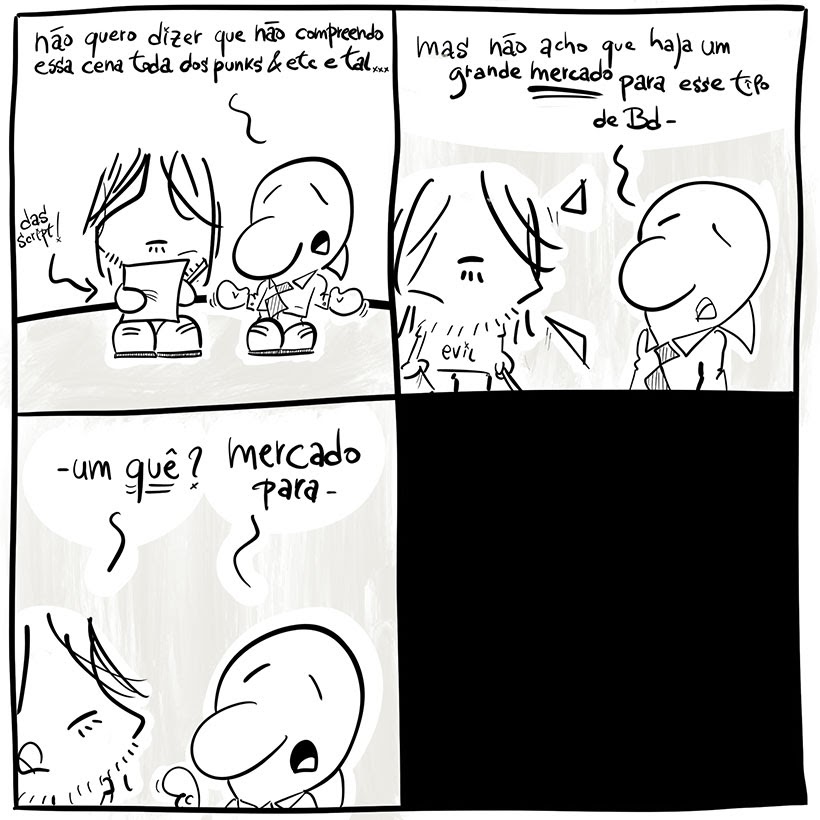 não quero dizer que não compreendo
essa cena toda dos punks & etc e tal...
das
script!
mas não acho que haja um
grande mercado para esse tipo
de Bd-
evil
-um quê?
mercado
para-